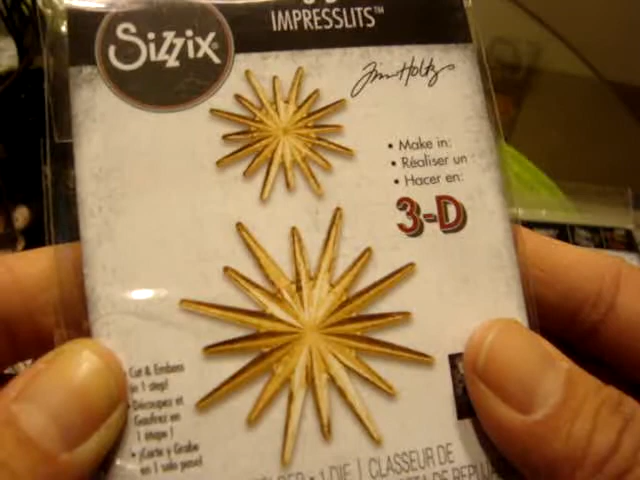 sizzix
IMPRESSLITS™
Tim Holtz
• Make in:
• Réaliser un
• Hacer en:
3-D
Cut & Emboss
in 1 step!
• Découpez et
Gaufrez en
1 étape !
• ¡Corte y Grabe
en 1 solo paso!
1 DIE | CLASSEUR DE